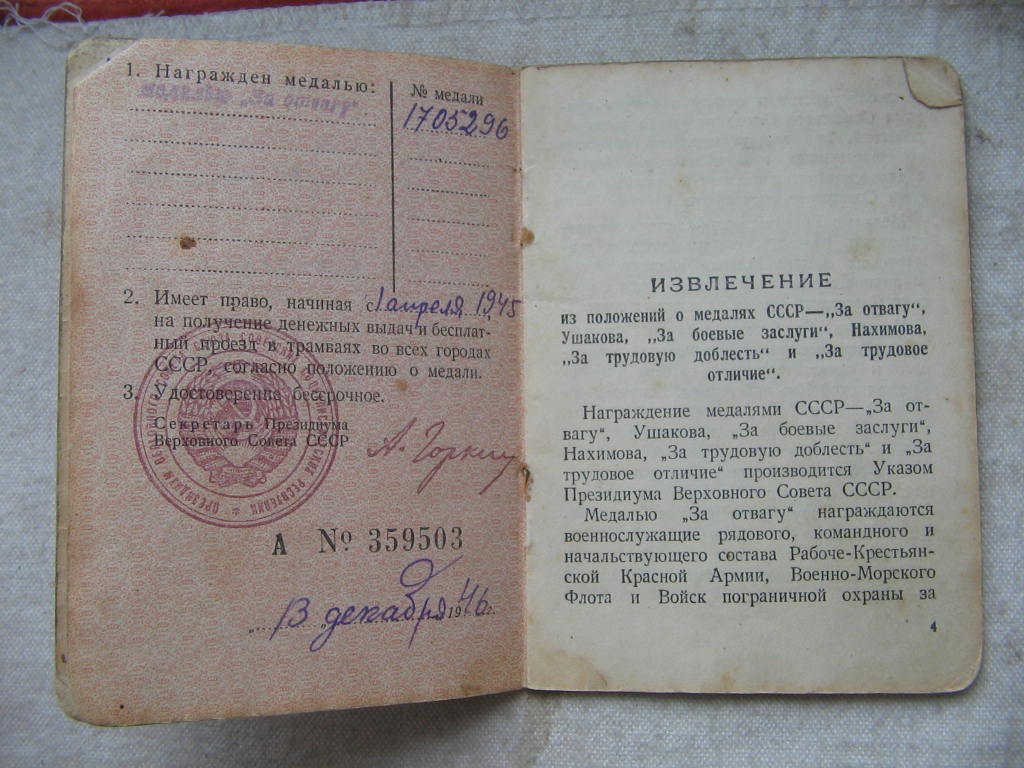 1. Награжден медалью:
№ медали
медалью „За отвагу"
1705296
2. Имеет право, начиная с 1 апреля 1945
на получение денежных выдач и бесплат-
ный проезд в трамваях во всех городах
СССР, согласно положению о медали.
3. Удостоверение бессрочное.
Секретарь Президиума
Верховного Совета СССР
А. Горкин
А № 359503
„13 декабря 1946 г.
ИЗВЛЕЧЕНИЕ
из положений о медалях СССР—„За отвагу“,
Ушакова, „За боевые заслуги“, Нахимова,
„За трудовую доблесть“ и „За трудовое
отличие“.
Награждение медалями СССР—„За от-
вагу“, Ушакова, „За боевые заслуги“,
Нахимова, „За трудовую доблесть“ и „За
трудовое отличие“ производится Указом
Президиума Верховного Совета СССР.
Медалью „За отвагу“ награждаются
военнослужащие рядового, командного и
начальствующего состава Рабоче-Крестьян-
ской Красной Армии, Военно-Морского
Флота и Войск пограничной охраны за
4